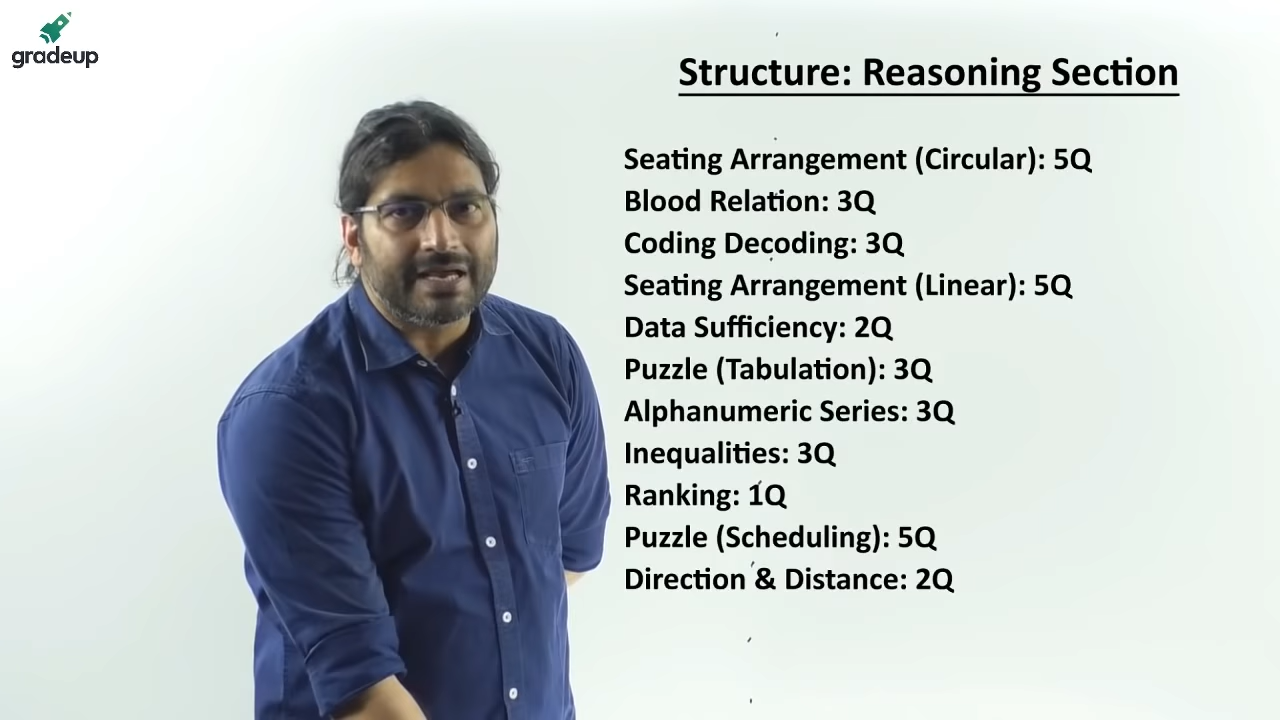 gradeup
Structure: Reasoning Section
Seating Arrangement (Circular): 5Q
Blood Relation: 3Q
Coding Decoding: 3Q
Seating Arrangement (Linear): 5Q
Data Sufficiency: 2Q
Puzzle (Tabulation): 3Q
Alphanumeric Series: 3Q
Inequalities: 3Q
Ranking: 1Q
Puzzle (Scheduling): 5Q
Direction & Distance: 2Q